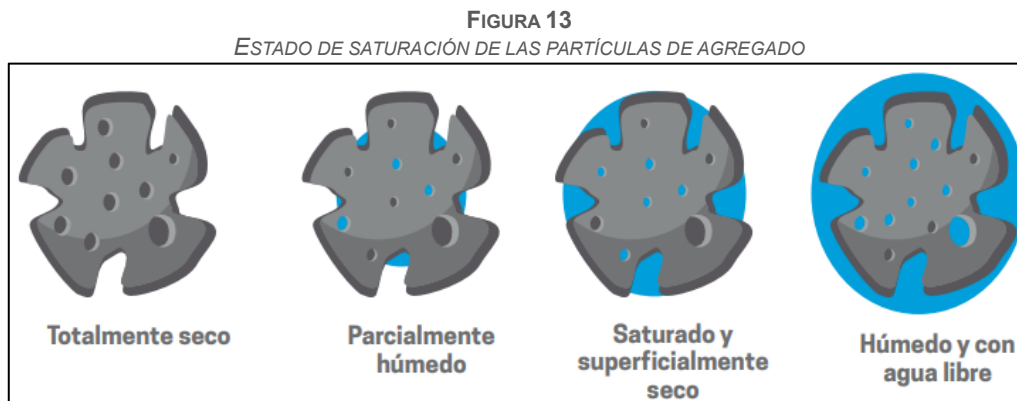 FIGURA 13
ESTADO DE SATURACIÓN DE LAS PARTÍCULAS DE AGREGADO
Totalmente seco
Parcialmente
húmedo
Saturado y
superficialmente
seco
Húmedo y con
agua libre